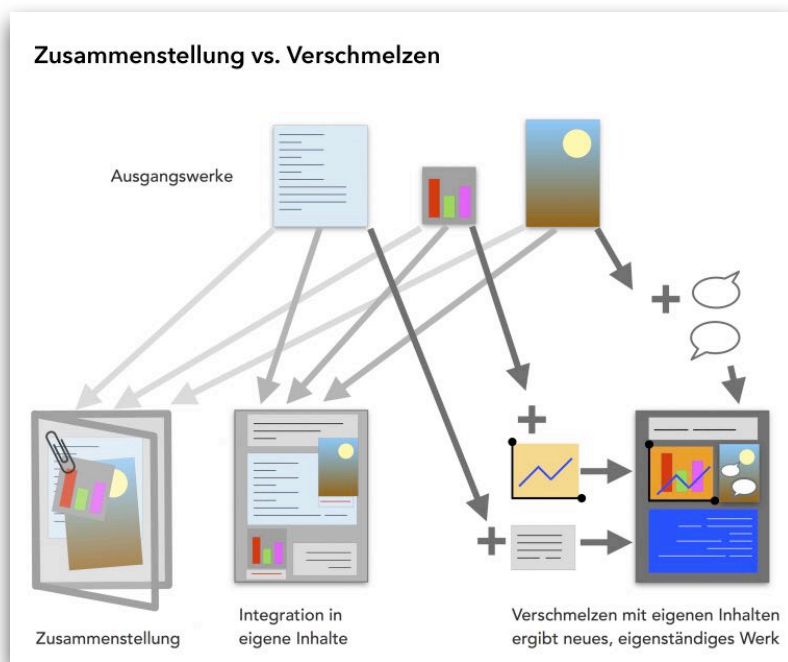 Zusammenstellung vs. Verschmelzen
Ausgangswerke
Zusammenstellung
Integration in
eigene Inhalte
Verschmelzen mit eigenen Inhalten
ergibt neues, eigenständiges Werk